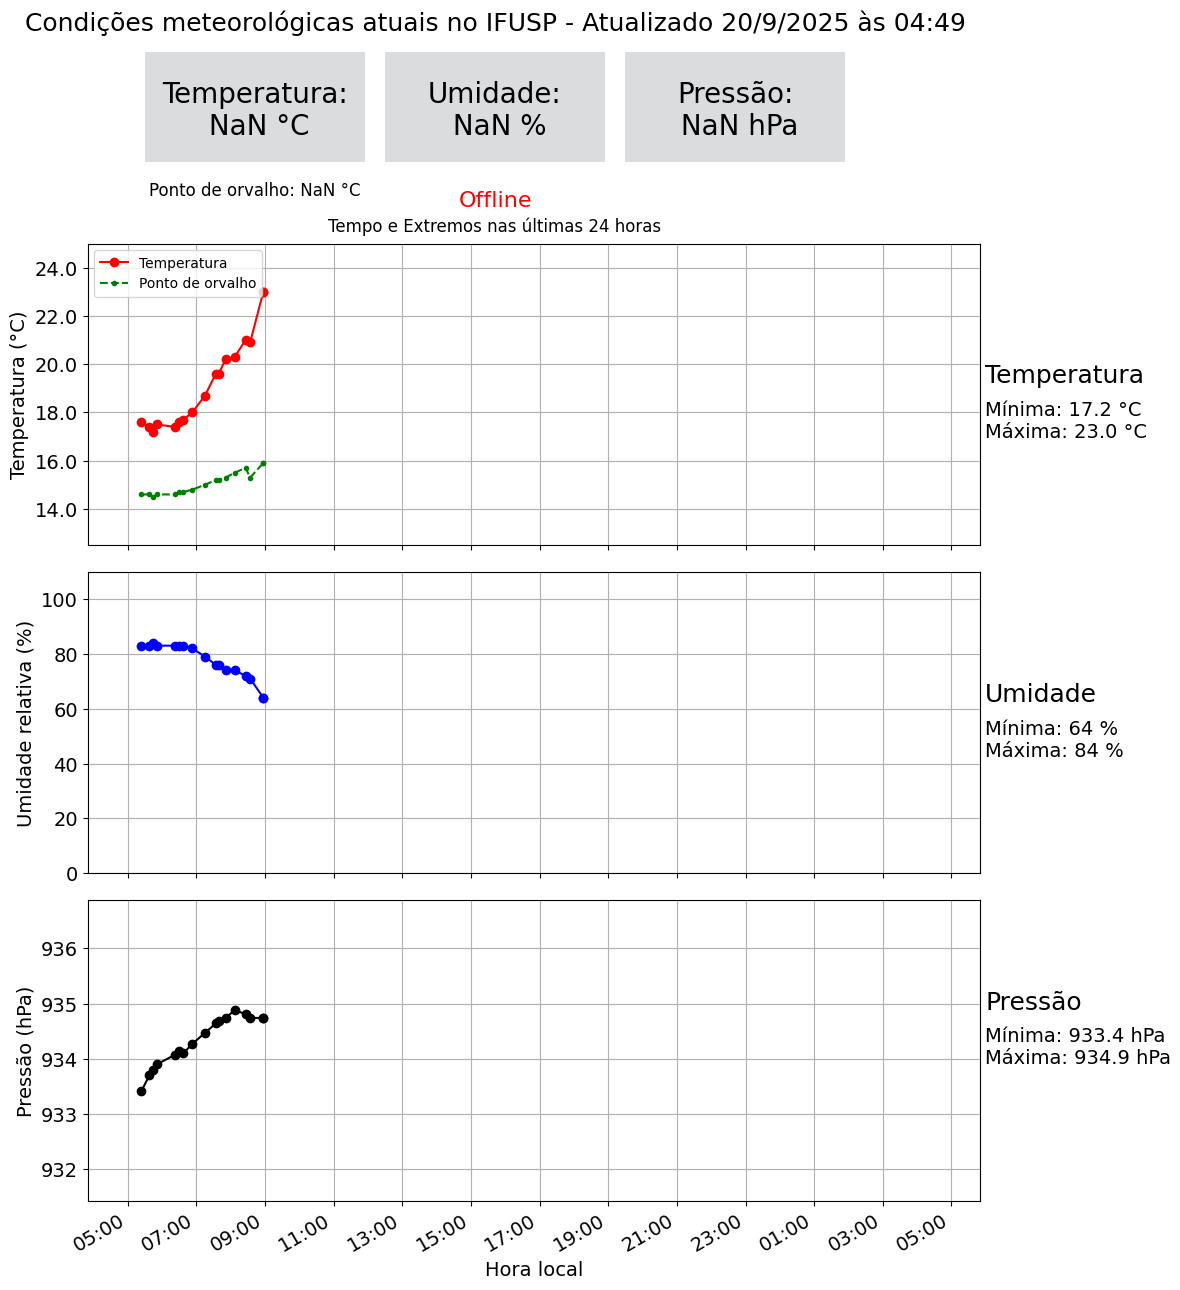 Condições meteorológicas atuais no IFUSP - Atualizado 20/9/2025 às 04:49
Temperatura:
NaN °C
Umidade:
NaN %
Pressão:
NaN hPa
Ponto de orvalho: NaN °C
Offline
Tempo e Extremos nas últimas 24 horas
Temperatura
Ponto de orvalho
Temperatura (°C)
24.0
22.0
20.0
18.0
16.0
14.0
Temperatura
Mínima: 17.2 °C
Máxima: 23.0 °C
Umidade relativa (%)
100
80
60
40
20
0
Umidade
Mínima: 64 %
Máxima: 84 %
Pressão (hPa)
936
935
934
933
932
Pressão
Mínima: 933.4 hPa
Máxima: 934.9 hPa
05:00 07:00 09:00 11:00 13:00 15:00 17:00 19:00 21:00 23:00 01:00 03:00 05:00
Hora local